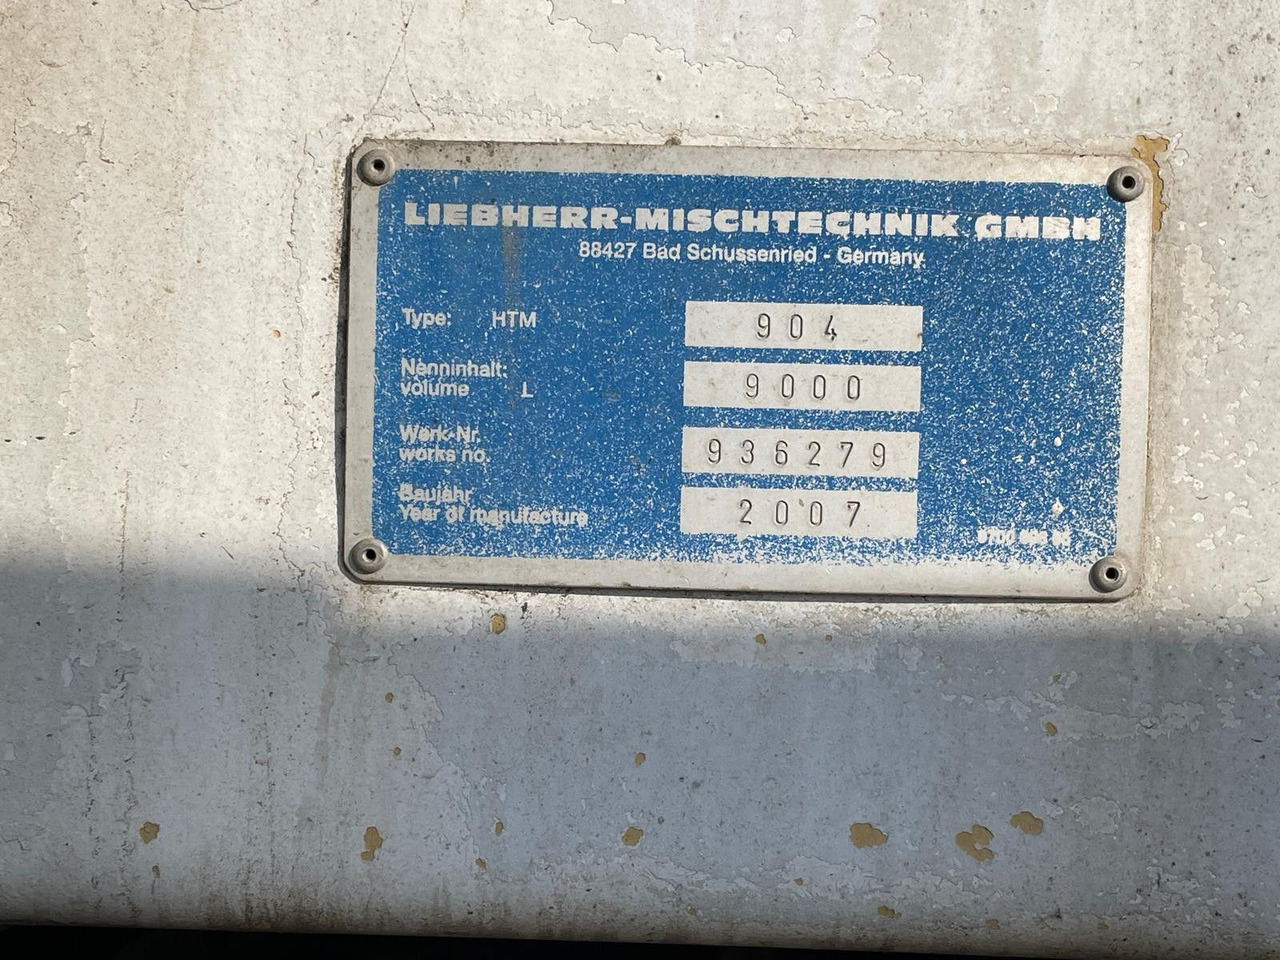 LIEBHERR-MISCHTECHNIK GMBH
88427 Bad Schussenried - Germany
Type: HTM 904
Nenninhalt:
volume L 9000
Werk-Nr.
works no. 936279
Baujahr
Year of manufacture 2007